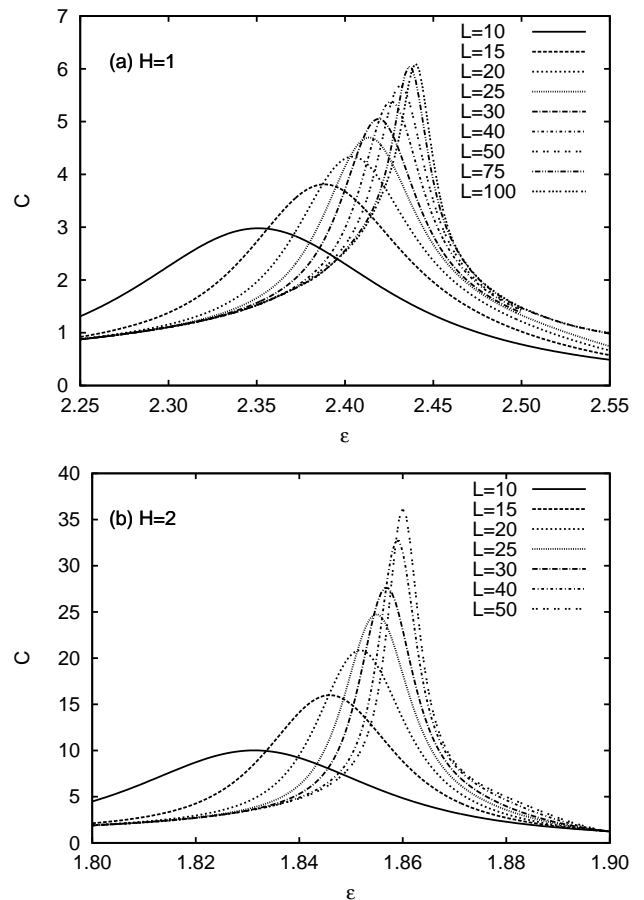 7
6
5
4
3
2
1
0
C
(a) H=1
L=10
L=15
L=20
L=25
L=30
L=40
L=50
L=75
L=100
2.25 2.30 2.35 2.40 2.45 2.50 2.55
ε
40
35
30
25
20
15
10
5
0
C
(b) H=2
L=10
L=15
L=20
L=25
L=30
L=40
L=50
1.80 1.82 1.84 1.86 1.88 1.90
ε